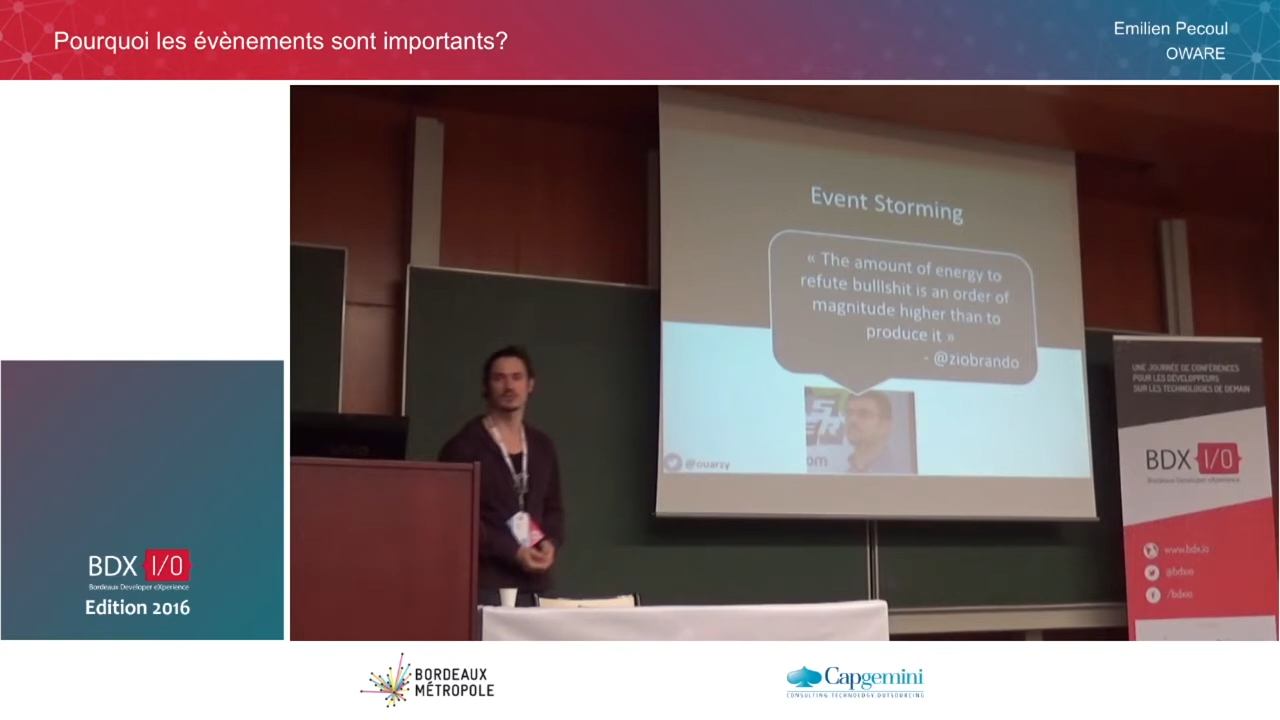 Pourquoi les évènements sont importants?
Emilien Pecoul
OWARE
Event Storming
« The amount of energy to
refute bulllshit is an order of
magnitude higher than to
produce it »
- @ziobrando
S
ER
om
@ouarzy
UNE JOURNÉE DE CONFÉRENCES
POUR LES DÉVELOPPEURS
SUR LES TECHNOLOGIES DE DEMAIN
BDX I/O
Bordeaux Developer eXperience
www.bdx.io
@bdxio
/bdxio
BDX I/O
Bordeaux Developer eXperience
Edition 2016
BORDEAUX
MÉTROPOLE
Capgemini
CONSULTING.TECHNOLOGY.OUTSOURCING